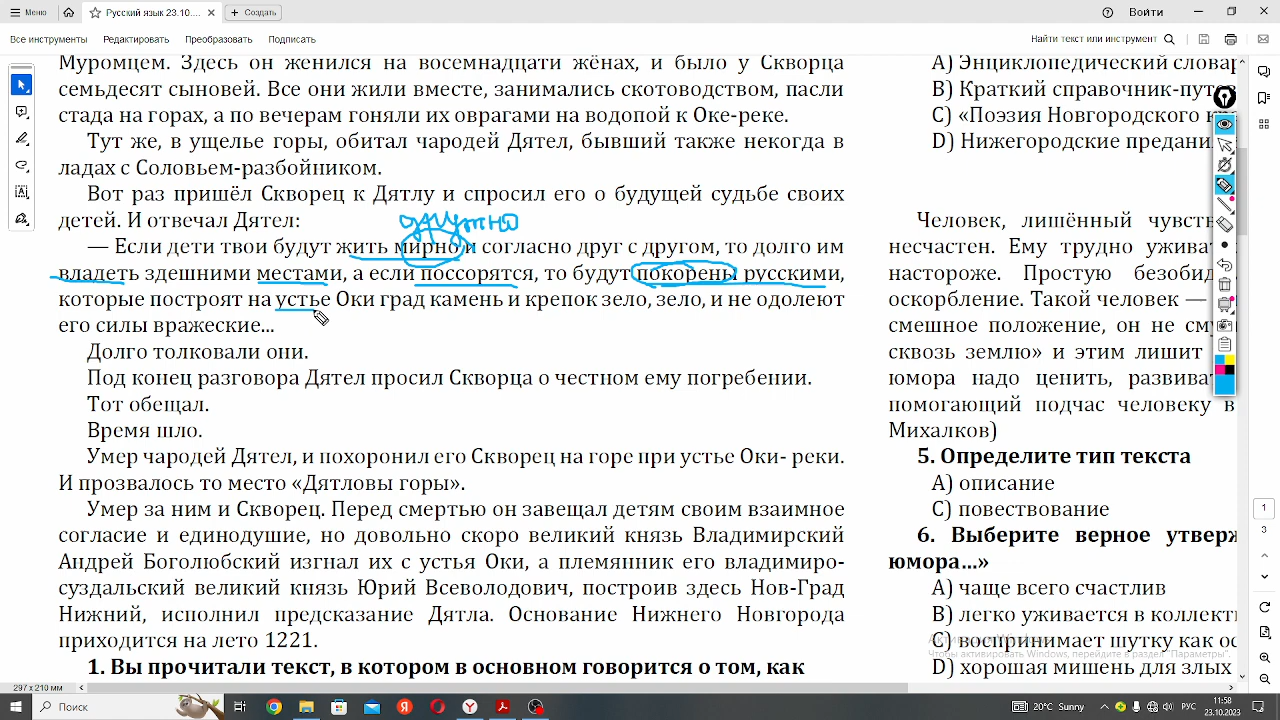 Меню
Русский язык 23.10....
Создать
Войти
Все инструменты Редактировать Преобразовать Подписать
Найти текст или инструмент
Муромцем. Здесь он женился на восемнадцати жёнах, и было у Скворца
семьдесят сыновей. Все они жили вместе, занимались скотоводством, пасли
стада на горах, а по вечерам гоняли их оврагами на водопой к Оке-реке.
Тут же, в ущелье горы, обитал чародей Дятел, бывший также некогда в
ладах с Соловьем-разбойником.
Вот раз пришёл Скворец к Дятлу и спросил его о будущей судьбе своих
детей. И отвечал Дятел:
дружно
— Если дети твои будут жить мирно и согласно друг с другом, то долго им
владеть здешними местами, а если поссорятся, то будут покорены русскими,
которые построят на устье Оки град камень и крепок зело, зело, и не одолеют
его силы вражеские...
Долго толковали они.
Под конец разговора Дятел просил Скворца о честном ему погребении.
Тот обещал.
Время шло.
Умер чародей Дятел, и похоронил его Скворец на горе при устье Оки- реки.
И прозвалось то место «Дятловы горы».
Умер за ним и Скворец. Перед смертью он завещал детям своим взаимное
согласие и единодушие, но довольно скоро великий князь Владимирский
Андрей Боголюбский изгнал их с устья Оки, а племянник его владимиро-
суздальский великий князь Юрий Всеволодович, построив здесь Нов-Град
Нижний, исполнил предсказание Дятла. Основание Нижнего Новгорода
приходится на лето 1221.
1. Вы прочитали текст, в котором в основном говорится о том, как
A) Энциклопедический словар
B) Краткий справочник-пут
C) «Поэзия Новгородского к
D) Нижегородские предани
Человек, лишённый чувств
несчастен. Ему трудно уживат
настороже. Простую безобид
оскорбление. Такой человек —
смешное положение, он не см
сквозь землю» и этим лишит
юмора надо ценить, развиват
помогающий подчас человеку в
Михалков)
5. Определите тип текста
A) описание
C) повествование
6. Выберите верное утвер
юмора...»
A) чаще всего счастлив
B) легко уживается в коллект
C) воспринимает шутку как ос
D) хорошая мишень для злых
Чтобы активировать Windows, перейдите в раздел "Параметры".
1
3
297 x 210 мм
Поиск
20°C Sunny
РУС
11:58
23.10.2023